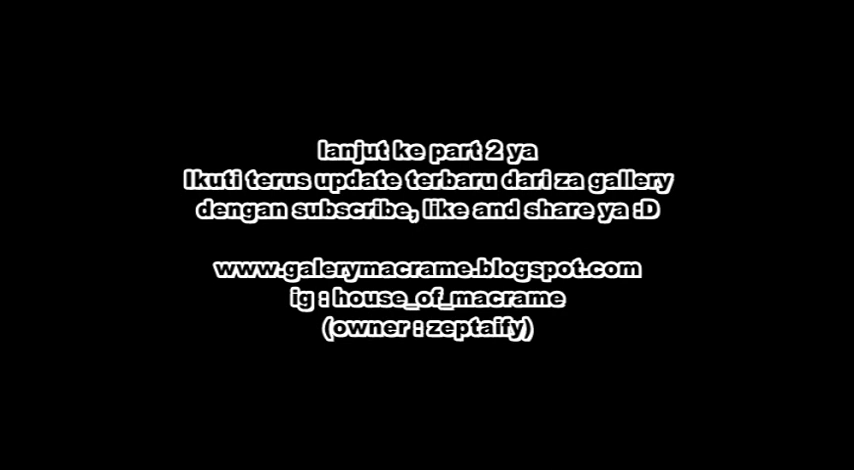 lanjut ke part 2 ya
Ikuti terus update terbaru dari za gallery
dengan subscribe, like and share ya :D
www.galerymacrame.blogspot.com
ig : house_of_macrame
(owner : zeptaify)